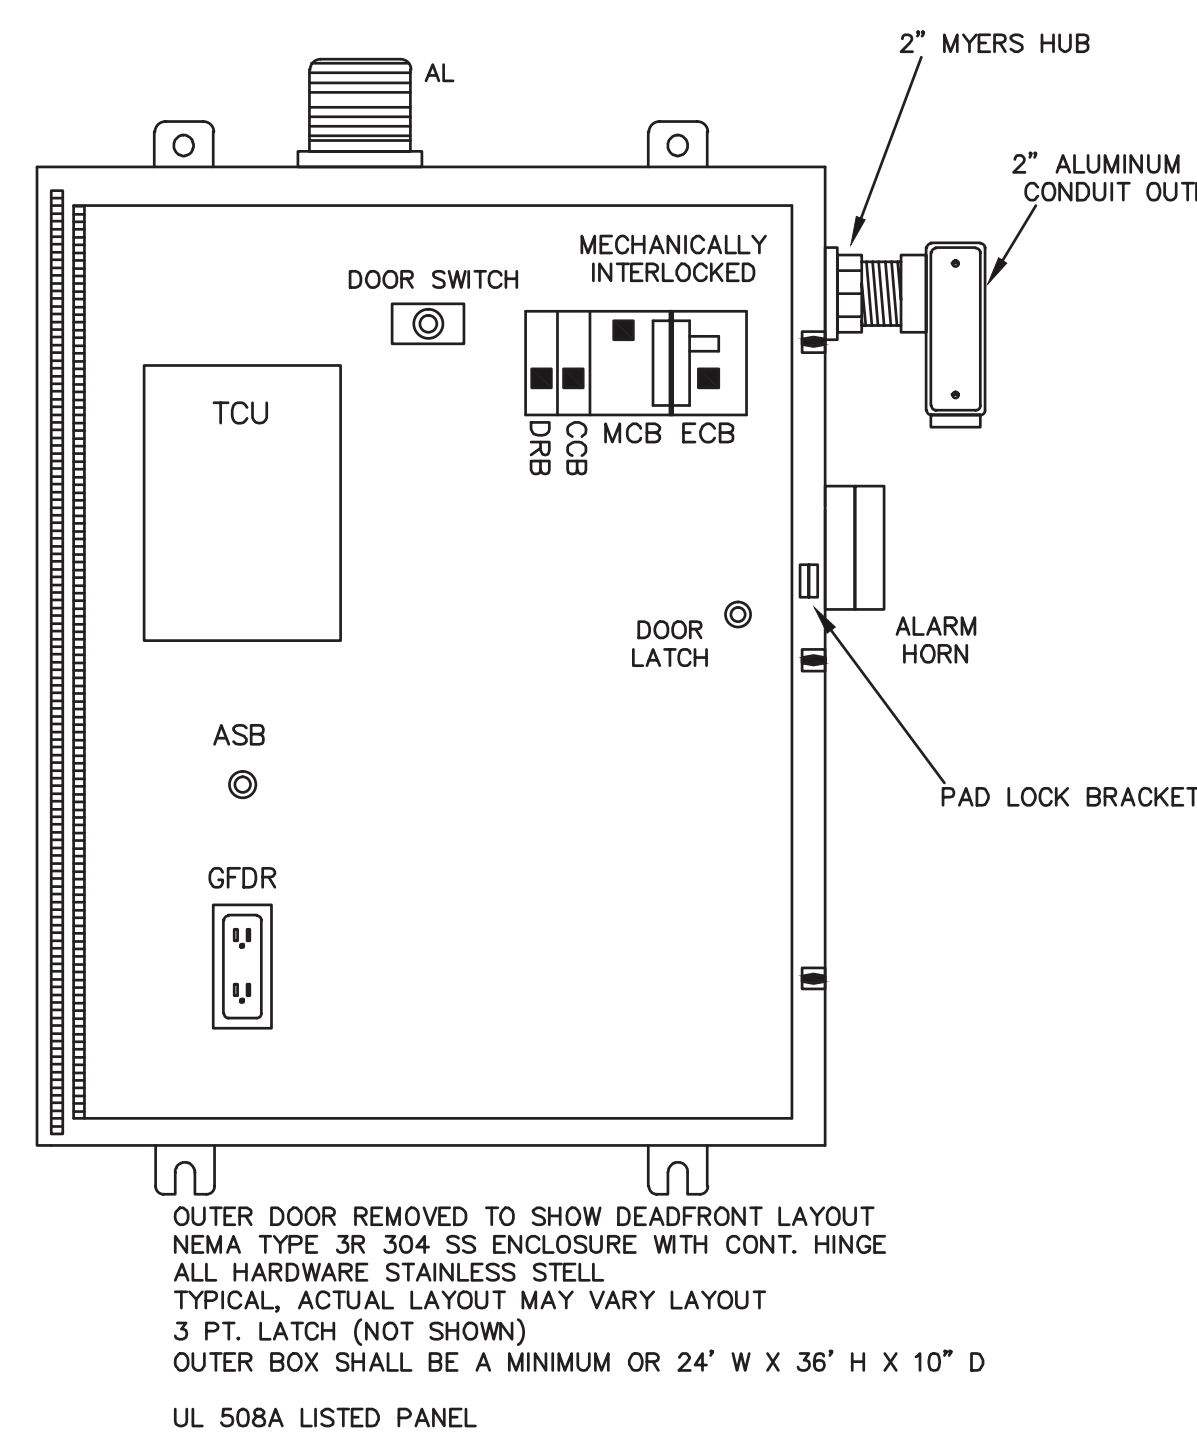 2” MYERS HUB
AL
2” ALUMINUM
CONDUIT
MECHANICALLY
INTERLOCKED
DOOR SWITCH
TCU
DRB
CCB
MCB
ECB
DOOR
LATCH
ALARM
HORN
ASB
PAD LOCK BRACKET
GFDR
OUTER DOOR REMOVED TO SHOW DEADFRONT LAYOUT
NEMA TYPE 3R 304 SS ENCLOSURE WITH CONT. HINGE
ALL HARDWARE STAINLESS STELL
TYPICAL, ACTUAL LAYOUT MAY VARY LAYOUT
3 PT. LATCH (NOT SHOWN)
OUTER BOX SHALL BE A MINIMUM OR 24’ W X 36’ H X 10” D
UL 508A LISTED PANEL